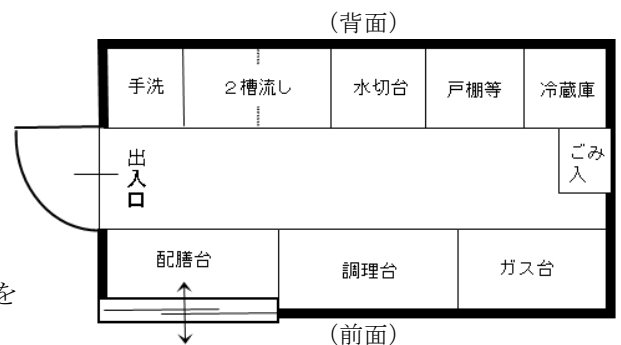 （背面）
手洗
２槽流し
水切台
戸棚等
冷蔵庫
出入口
ごみ入
配膳台
調理台
ガス台
を
（前面）